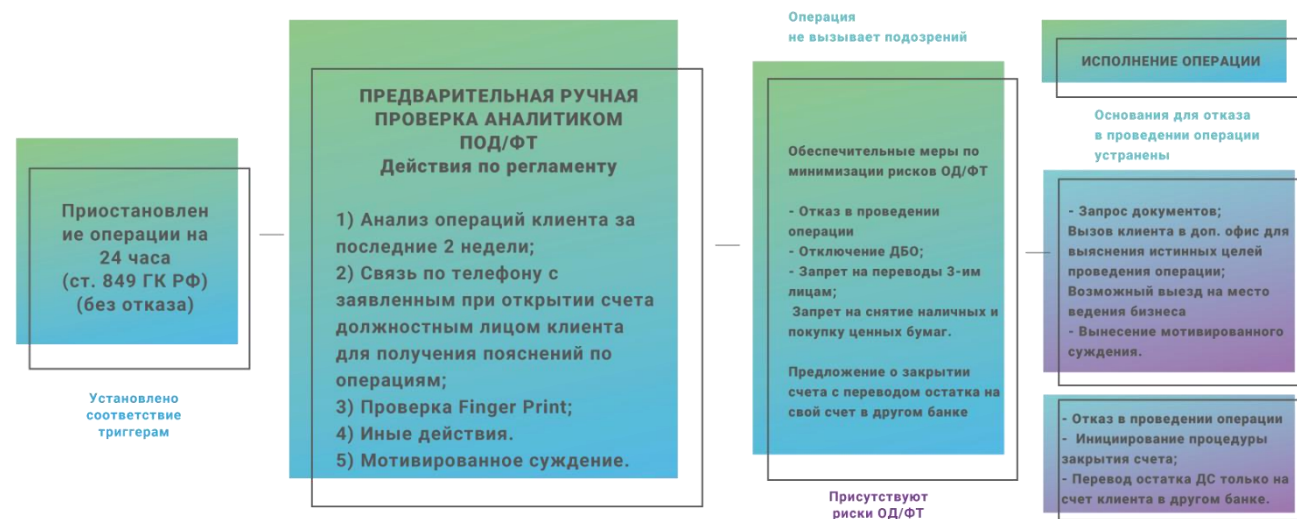 Приостановлен
ие операции на
24 часа
(ст. 849 ГК РФ)
(без отказа)
Установлено
соответствие
триггерам
ПРЕДВАРИТЕЛЬНАЯ РУЧНАЯ
ПРОВЕРКА АНАЛИТИКОМ
ПОД/ФТ
Действия по регламенту
1) Анализ операций клиента за
последние 2 недели;
2) Связь по телефону с
заявленным при открытии счета
должностным лицом клиента
для получения пояснений по
операциям;
3) Проверка Finger Print;
4) Иные действия.
5) Мотивированное суждение.
Операция
не вызывает подозрений
Обеспечительные меры по
минимизации рисков ОД/ФТ
- Отказ в проведении
операции
- Отключение ДБО;
- Запрет на переводы 3-им
лицам;
Запрет на снятие наличных и
покупку ценных бумаг.
Предложение о закрытии
счета с переводом остатка на
свой счет в другом банке
Присутствуют
риски ОД/ФТ
ИСПОЛНЕНИЕ ОПЕРАЦИИ
Основания для отказа
в проведении операции
устранены
- Запрос документов;
Вызов клиента в доп. офис для
выяснения истинных целей
проведения операции;
Возможный выезд на место
ведения бизнеса
- Вынесение мотивированного
суждения.
- Отказ в проведении операции
- Инициирование процедуры
закрытия счета;
- Перевод остатка ДС только на
счет клиента в другом банке.